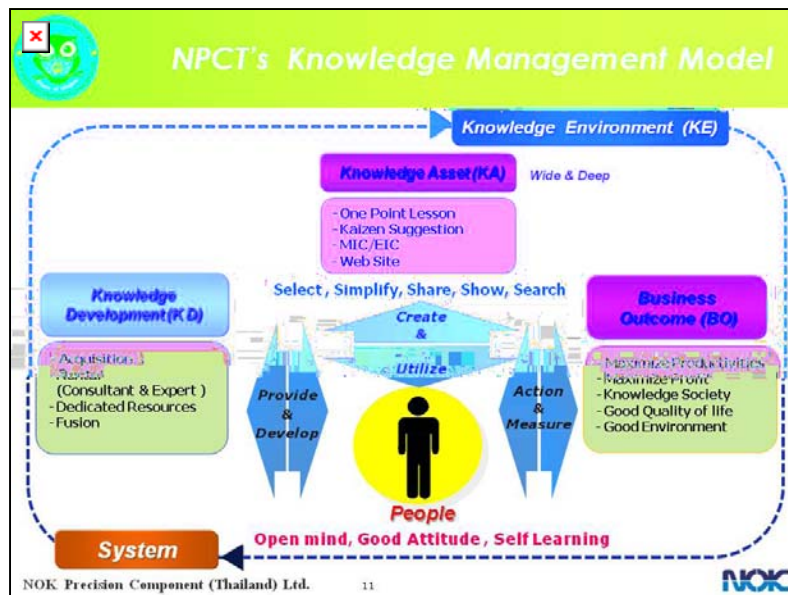 NPCT's Knowledge Management Model
Knowledge Environment (KE)
Knowledge Asset (KA)
Wide & Deep
- One Point Lesson
- Kaizen Suggestion
- MIC/EIC
- Web Site
Select, Simplify, Share, Show, Search
Knowledge
Development (KD)
- Acquisition
(Consultant & Expert )
- Dedicated Resources
- Fusion
Create
&
Utilize
Provide
&
Develop
Action
&
Measure
Business
Outcome (BO)
- Maximize Productivities
- Maximize Profit
- Knowledge Society
- Good Quality of life
- Good Environment
People
Open mind, Good Attitude, Self Learning
System
NOK Precision Component (Thailand) Ltd.
11
NOK